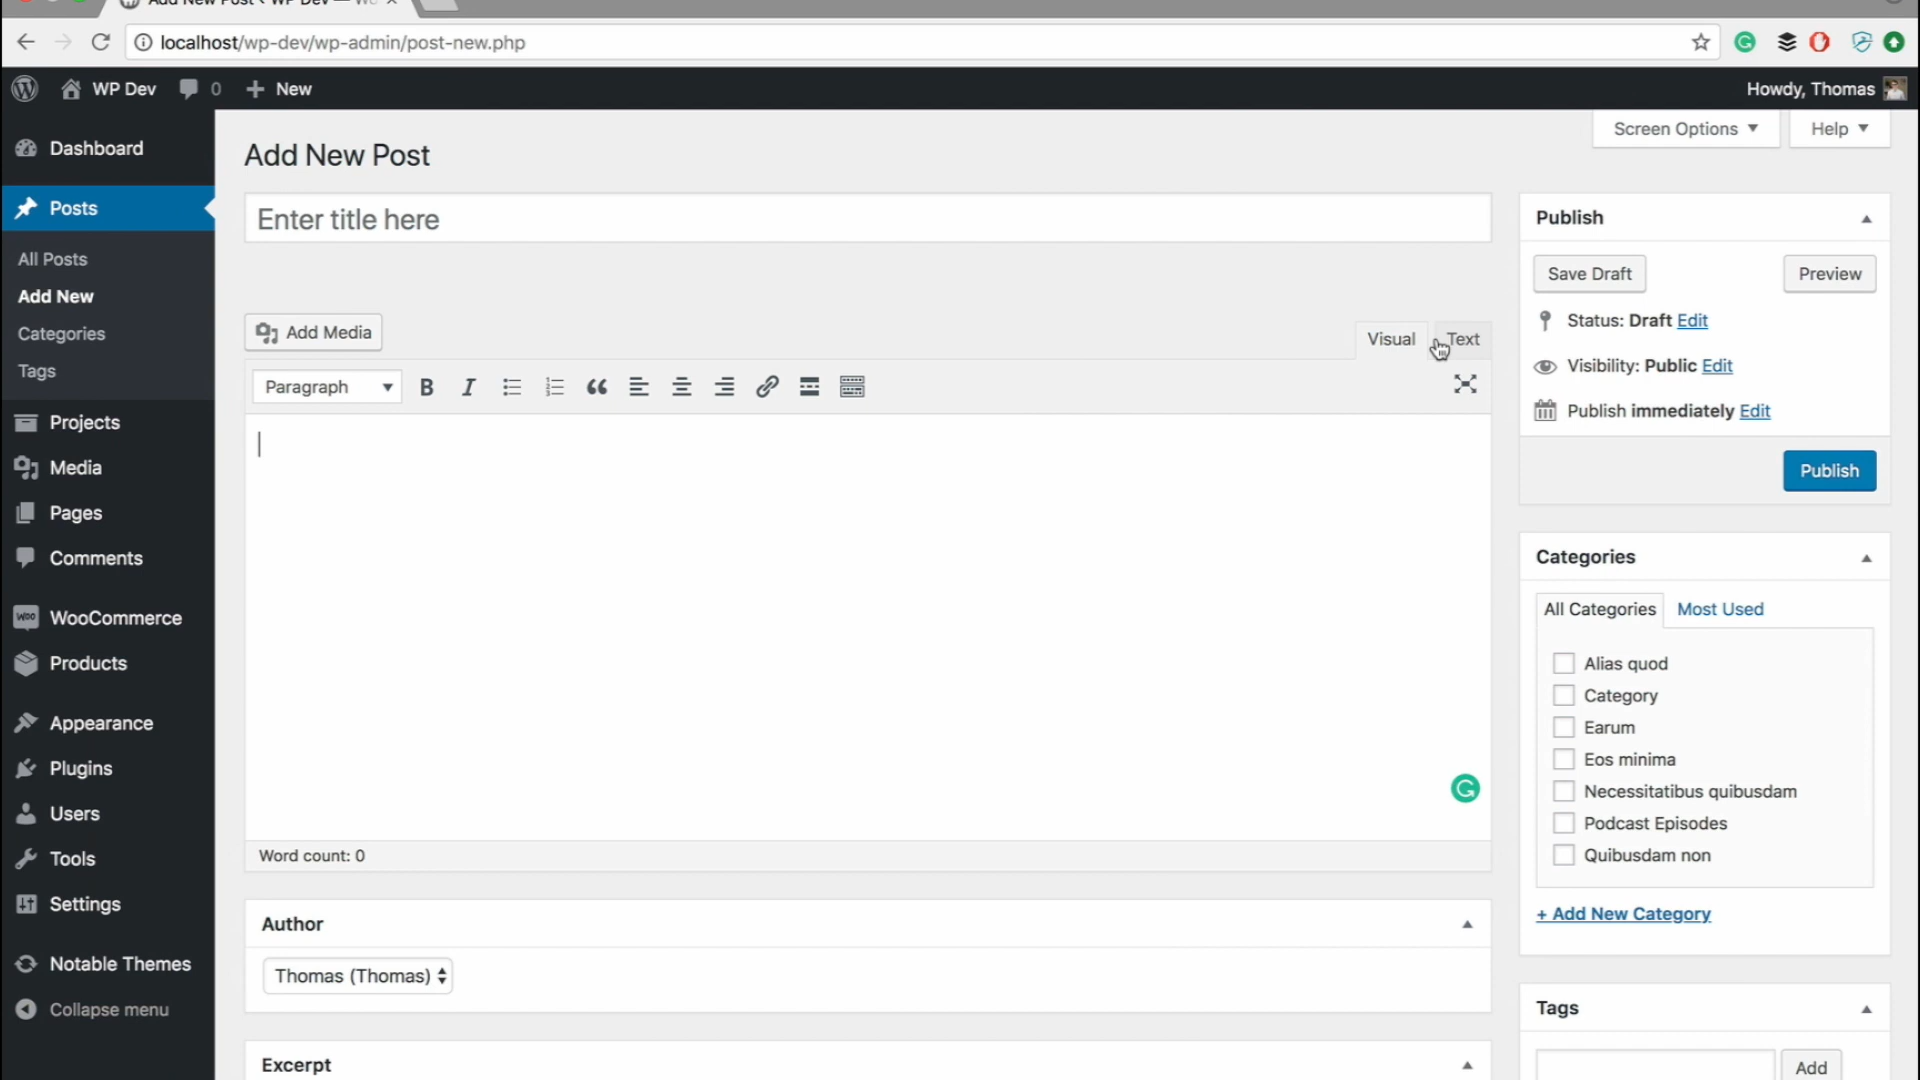 Add New Post ‹ WP Dev — Wo
localhost/wp-dev/wp-admin/post-new.php
WP Dev
0
New
Howdy, Thomas
Screen Options
Help
Dashboard
Posts
All Posts
Add New
Categories
Tags
Projects
Media
Pages
Comments
WooCommerce
Products
Appearance
Plugins
Users
Tools
Settings
Notable Themes
Collapse menu
Add New Post
Enter title here
Add Media
Visual
Text
Paragraph
B
I
Word count: 0
Author
Thomas (Thomas)
Excerpt
Publish
Save Draft
Preview
Status: Draft Edit
Visibility: Public Edit
Publish immediately Edit
Publish
Categories
All Categories
Most Used
Alias quod
Category
Earum
Eos minima
Necessitatibus quibusdam
Podcast Episodes
Quibusdam non
+ Add New Category
Tags
Add